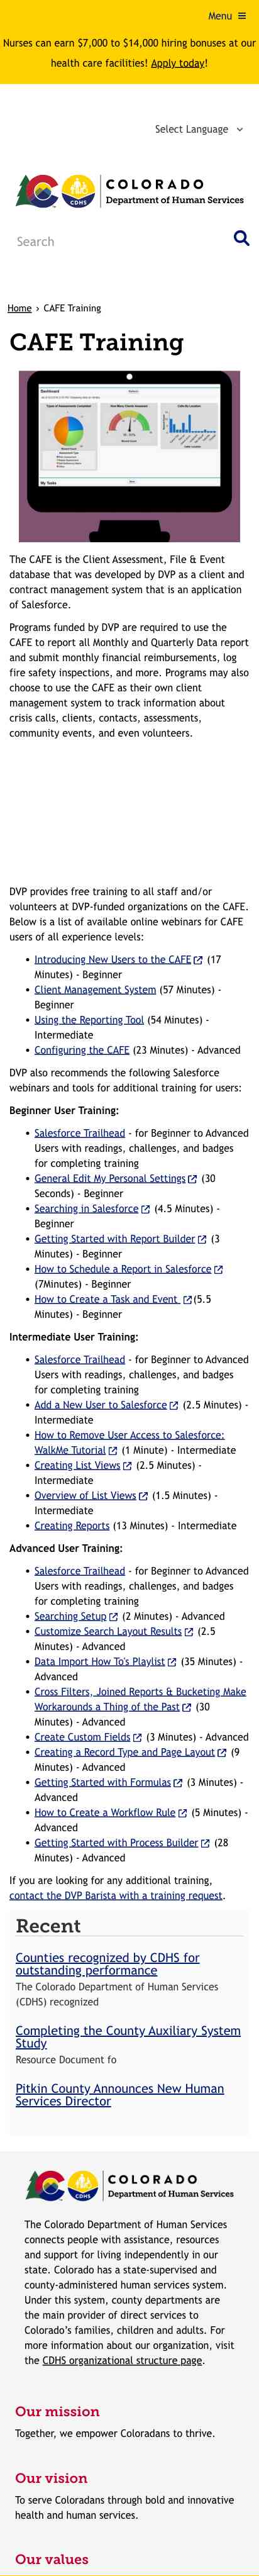 Menu ≡
Nurses can earn $7,000 to $14,000 hiring bonuses at our
health care facilities! Apply today!
Select Language
CDHS
COLORADO
Department of Human Services
Search
Home › CAFE Training
CAFE Training
Dashboard
My Tasks
The CAFE is the Client Assessment, File & Event
database that was developed by DVP as a client and
contract management system that is an application
of Salesforce.
Programs funded by DVP are required to use the
CAFE to report all Monthly and Quarterly Data report
and submit monthly financial reimbursements, log
fire safety inspections, and more. Programs may also
choose to use the CAFE as their own client
management system to track information about
crisis calls, clients, contacts, assessments,
community events, and even volunteers.
DVP provides free training to all staff and/or
volunteers at DVP-funded organizations on the CAFE.
Below is a list of available online webinars for CAFE
users of all experience levels:
• Introducing New Users to the CAFE (17
Minutes) - Beginner
• Client Management System (57 Minutes) -
Beginner
• Using the Reporting Tool (54 Minutes) -
Intermediate
• Configuring the CAFE (23 Minutes) - Advanced
DVP also recommends the following Salesforce
webinars and tools for additional training for users:
Beginner User Training:
• Salesforce Trailhead - for Beginner to Advanced
Users with readings, challenges, and badges
for completing training
• General Edit My Personal Settings (30
Seconds) - Beginner
• Searching in Salesforce (4.5 Minutes) -
Beginner
• Getting Started with Report Builder (3
Minutes) - Beginner
• How to Schedule a Report in Salesforce
(7Minutes) - Beginner
• How to Create a Task and Event (5.5
Minutes) - Beginner
Intermediate User Training:
• Salesforce Trailhead - for Beginner to Advanced
Users with readings, challenges, and badges
for completing training
• Add a New User to Salesforce (2.5 Minutes) -
Intermediate
• How to Remove User Access to Salesforce:
WalkMe Tutorial (1 Minute) - Intermediate
• Creating List Views (2.5 Minutes) -
Intermediate
• Overview of List Views (1.5 Minutes) -
Intermediate
• Creating Reports (13 Minutes) - Intermediate
Advanced User Training:
• Salesforce Trailhead - for Beginner to Advanced
Users with readings, challenges, and badges
for completing training
• Searching Setup (2 Minutes) - Advanced
• Customize Search Layout Results (2.5
Minutes) - Advanced
• Data Import How To's Playlist (35 Minutes) -
Advanced
• Cross Filters, Joined Reports & Bucketing Make
Workarounds a Thing of the Past (30
Minutes) - Advanced
• Create Custom Fields (3 Minutes) - Advanced
• Creating a Record Type and Page Layout (9
Minutes) - Advanced
• Getting Started with Formulas (3 Minutes) -
Advanced
• How to Create a Workflow Rule (5 Minutes) -
Advanced
• Getting Started with Process Builder (28
Minutes) - Advanced
If you are looking for any additional training,
contact the DVP Barista with a training request.
Recent
Counties recognized by CDHS for
outstanding performance
The Colorado Department of Human Services
(CDHS) recognized
Completing the County Auxiliary System
Study
Resource Document fo
Pitkin County Announces New Human
Services Director
CDHS
COLORADO
Department of Human Services
The Colorado Department of Human Services
connects people with assistance, resources
and support for living independently in our
state. Colorado has a state-supervised and
county-administered human services system.
Under this system, county departments are
the main provider of direct services to
Colorado's families, children and adults. For
more information about our organization, visit
the CDHS organizational structure page.
Our mission
Together, we empower Coloradans to thrive.
Our vision
To serve Coloradans through bold and innovative
health and human services.
Our values